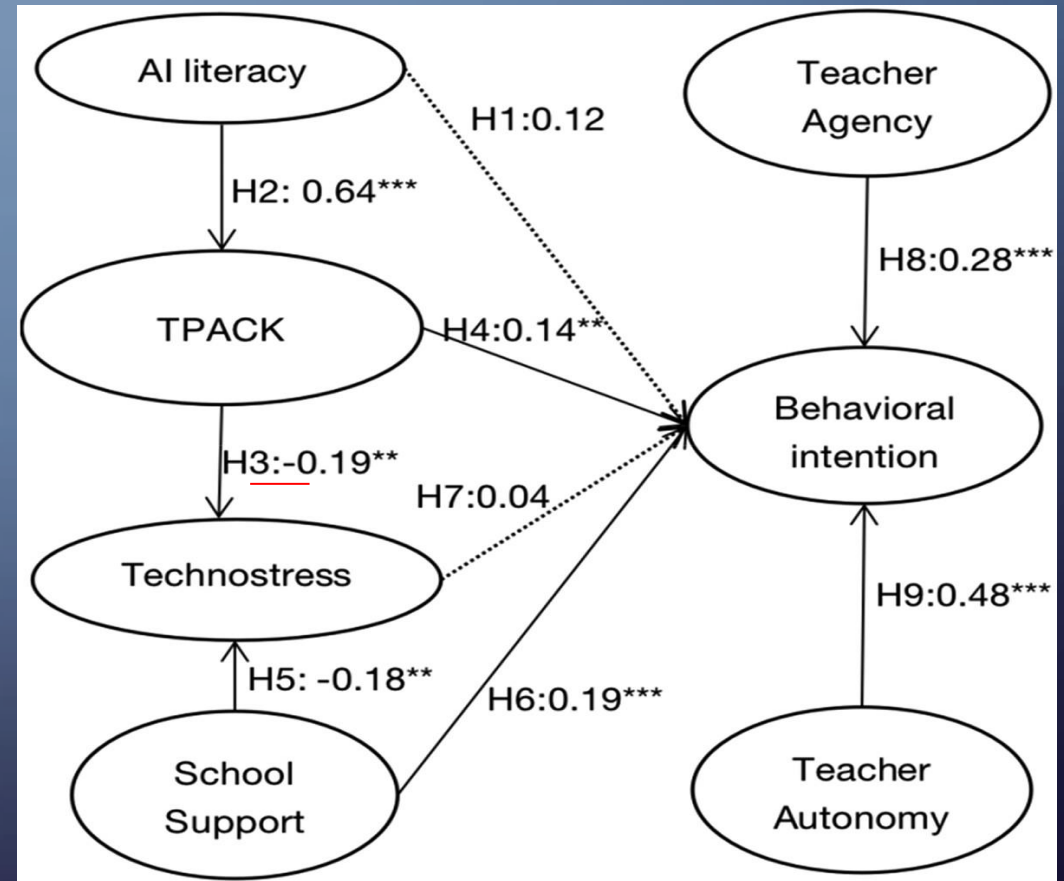 AI literacy
Teacher
Agency
H1:0.12
H2: 0.64***
H8:0.28***
TPACK
H4:0.14**
Behavioral
intention
H3:-0.19**
H7:0.04
Technostress
H9:0.48***
H5: -0.18**
H6:0.19***
School
Support
Teacher
Autonomy